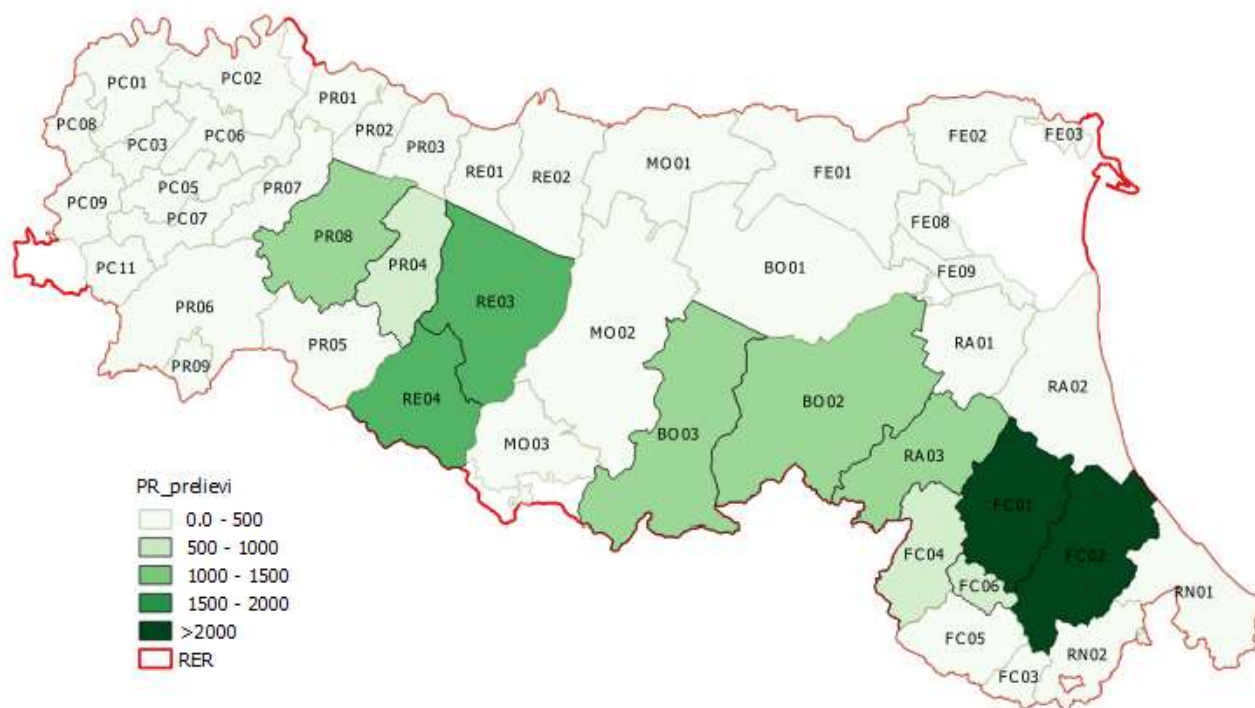 PC01
PC02
PR01
PC08
PC03
PC06
PR02
PR03
FE02
FE03
MO01
RE01
RE02
FE01
PC09
PC05
PR07
PC07
FE08
PR08
PR04
PC11
BO01
FE09
RE03
PR06
MO02
RA01
PR05
PR09
RA02
RE04
BO02
BO03
MO03
RA03
FC01
FC02
FC04
FC06
RN01
FC05
RN02
FC03
PR_prelievi
0.0 - 500
500 - 1000
1000 - 1500
1500 - 2000
>2000
RER